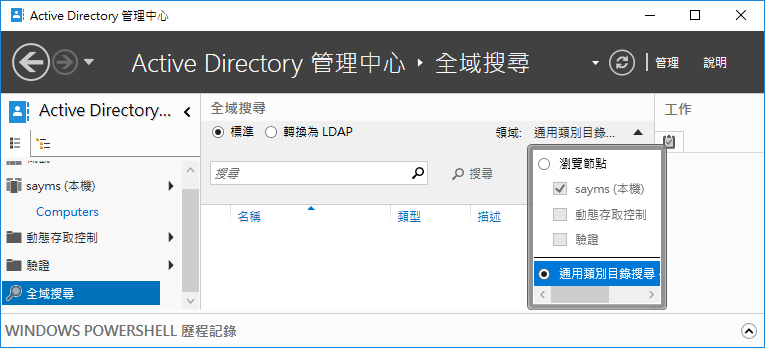 Active Directory 管理中心
Active Directory 管理中心 ‣ 全域搜尋
管理
說明
Active Directory...
sayms (本機)
Computers
動態存取控制
驗證
全域搜尋
全域搜尋
標準
轉換為 LDAP
領域:
通用類別目錄...
搜尋
搜尋
名稱
類型
描述
瀏覽節點
sayms (本機)
動態存取控制
驗證
通用類別目錄搜尋
工作
WINDOWS POWERSHELL 歷程記錄